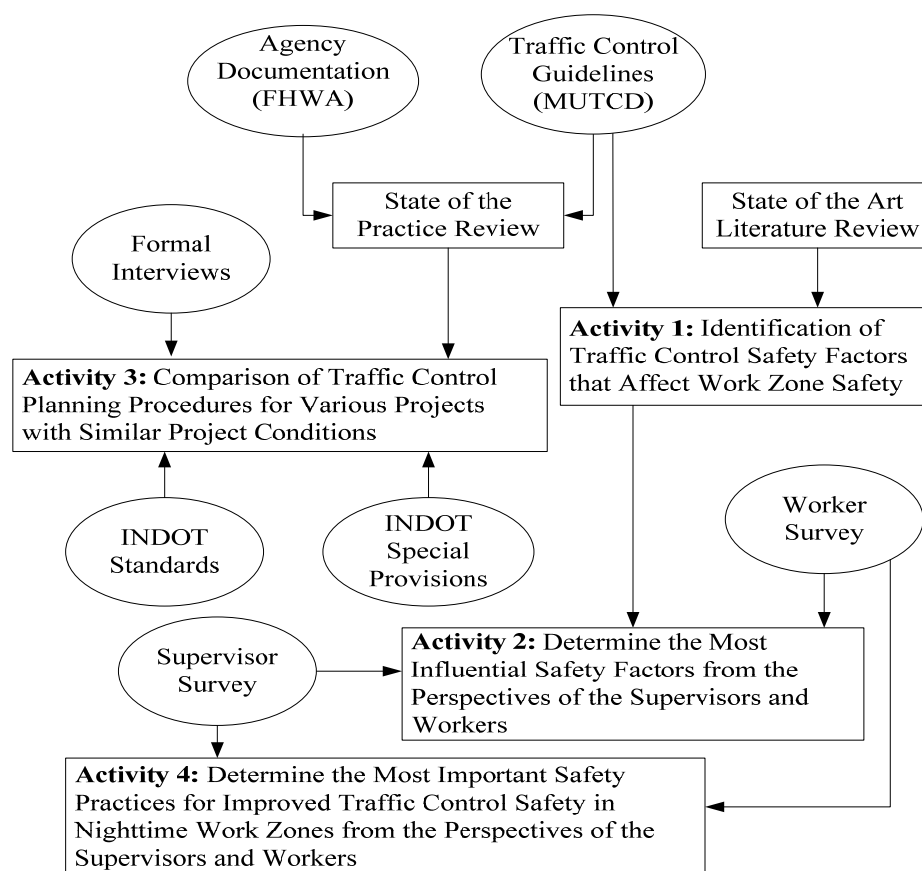 Agency
Documentation
(FHWA)
Traffic Control
Guidelines
(MUTCD)
State of the
Practice Review
State of the Art
Literature Review
Formal
Interviews
Activity 1: Identification of
Traffic Control Safety Factors
that Affect Work Zone Safety
Activity 3: Comparison of Traffic Control
Planning Procedures for Various Projects
with Similar Project Conditions
INDOT
Standards
INDOT
Special
Provisions
Worker
Survey
Supervisor
Survey
Activity 2: Determine the Most
Influential Safety Factors from the
Perspectives of the Supervisors and
Workers
Activity 4: Determine the Most Important Safety
Practices for Improved Traffic Control Safety in
Nighttime Work Zones from the Perspectives of the
Supervisors and Workers